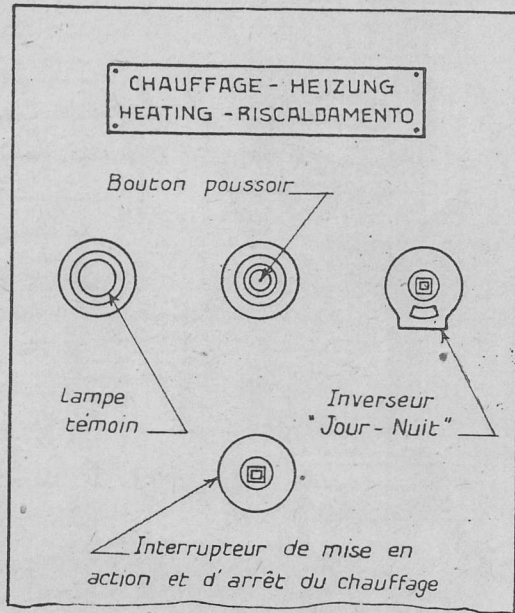 CHAUFFAGE - HEIZUNG
HEATING - RISCALDAMENTO
Bouton poussoir
Lampe
témoin
Inverseur
"Jour - Nuit"
Interrupteur de mise en
action et d'arrêt du chauffage